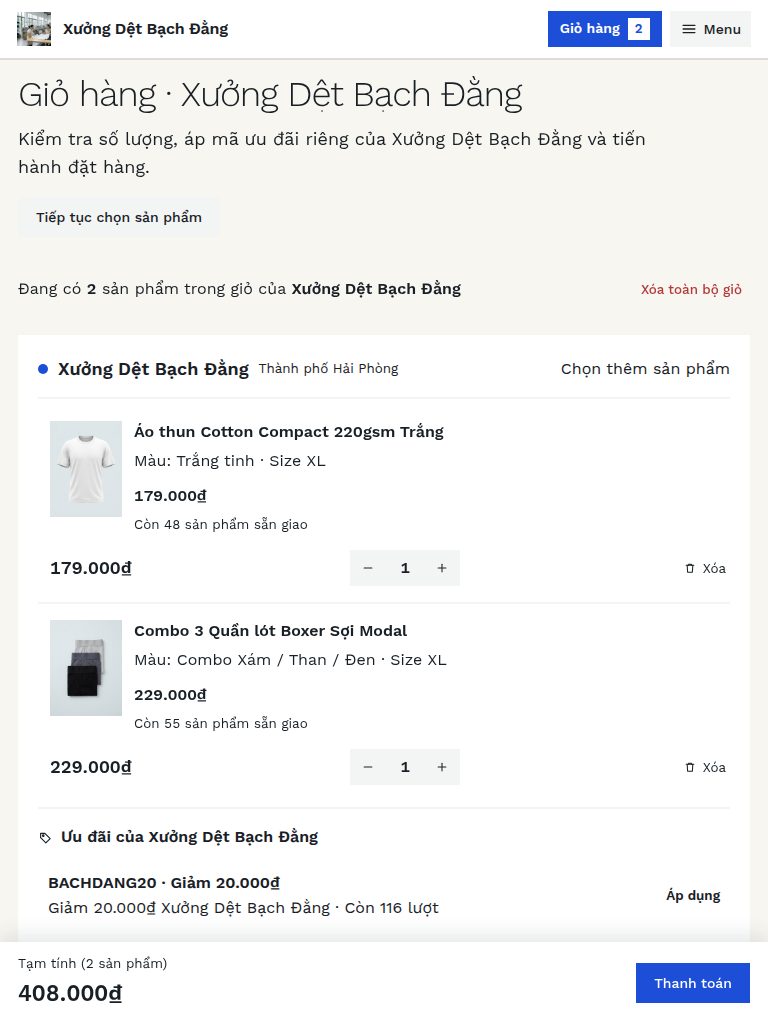 Xưởng Dệt Bạch Đằng
Giỏ hàng 2
Menu
Giỏ hàng · Xưởng Dệt Bạch Đằng
Kiểm tra số lượng, áp mã ưu đãi riêng của Xưởng Dệt Bạch Đằng và tiến
hành đặt hàng.
Tiếp tục chọn sản phẩm
Đang có 2 sản phẩm trong giỏ của Xưởng Dệt Bạch Đằng
Xóa toàn bộ giỏ
Xưởng Dệt Bạch Đằng Thành phố Hải Phòng
Chọn thêm sản phẩm
Áo thun Cotton Compact 220gsm Trắng
Màu: Trắng tinh · Size XL
179.000₫
Còn 48 sản phẩm sẵn giao
179.000₫
− 1 +
Xóa
Combo 3 Quần lót Boxer Sợi Modal
Màu: Combo Xám / Than / Đen · Size XL
229.000₫
Còn 55 sản phẩm sẵn giao
229.000₫
− 1 +
Xóa
Ưu đãi của Xưởng Dệt Bạch Đằng
BACHDANG20 · Giảm 20.000₫
Giảm 20.000₫ Xưởng Dệt Bạch Đằng · Còn 116 lượt
Áp dụng
Tạm tính (2 sản phẩm)
408.000₫
Thanh toán